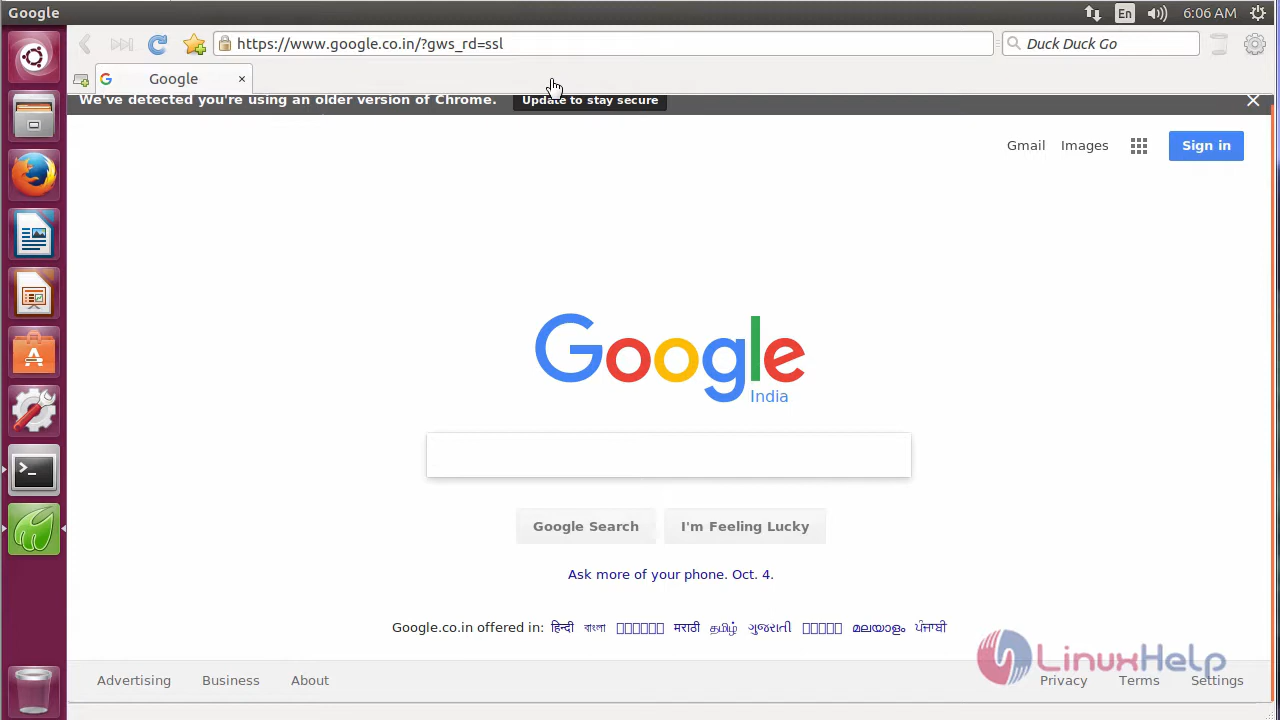 Google
En
6:06 AM
https://www.google.co.in/?gws_rd=ssl
Duck Duck Go
Google
We've detected you're using an older version of Chrome. Update to stay secure
Gmail Images Sign in
Google
India
Google Search I'm Feeling Lucky
Ask more of your phone. Oct. 4.
Google.co.in offered in: हिन्दी বাংলা मराठी தமிழ் ગુજરાતી മലയാളം ਪੰਜਾਬੀ
LinuxHelp
Advertising Business About Privacy Terms Settings